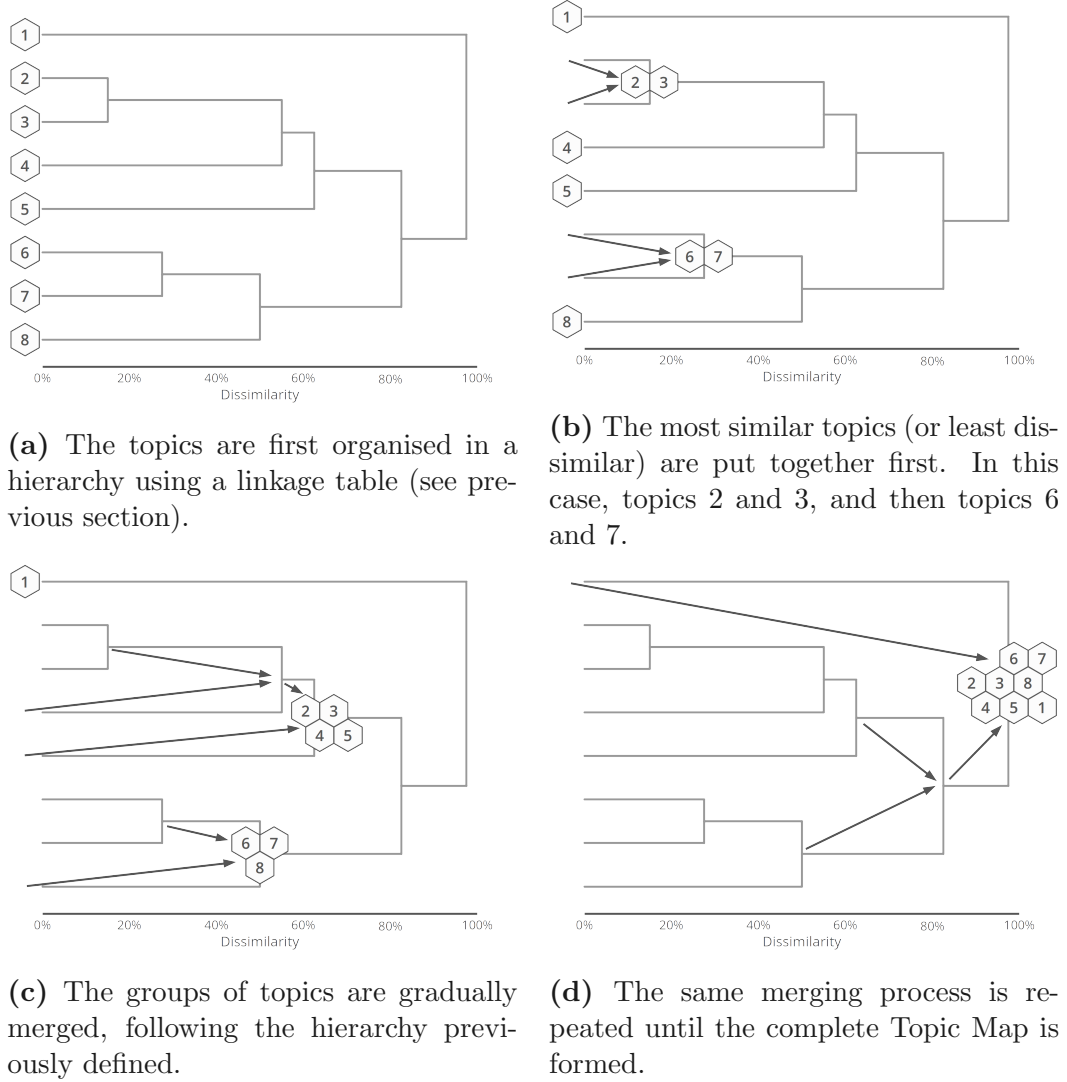 1
2
3
4
5
6
7
8
0% 20% 40% 60% 80% 100%
Dissimilarity
(a) The topics are first organised in a
hierarchy using a linkage table (see pre-
vious section).
1
2 3
4
5
6 7
8
0% 20% 40% 60% 80% 100%
Dissimilarity
(b) The most similar topics (or least dis-
similar) are put together first. In this
case, topics 2 and 3, and then topics 6
and 7.
1
2 3
4 5
6 7
8
0% 20% 40% 60% 80% 100%
Dissimilarity
(c) The groups of topics are gradually
merged, following the hierarchy previ-
ously defined.
6 7
2 3 8
4 5 1
0% 20% 40% 60% 80% 100%
Dissimilarity
(d) The same merging process is re-
peated until the complete Topic Map is
formed.